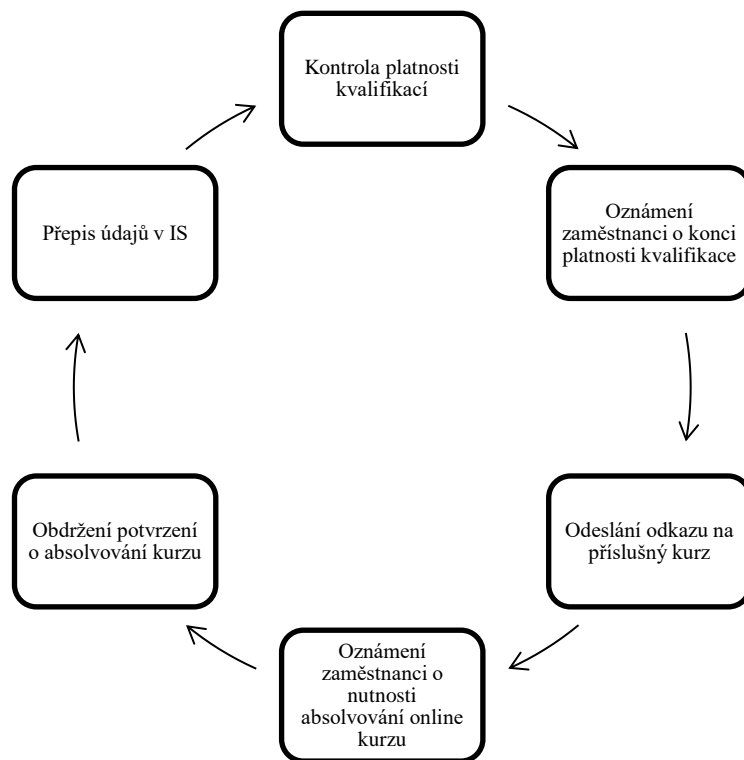 Kontrola platnosti
kvalifikací
Oznámení
zaměstnanci o konci
platnosti kvalifikace
Odeslání odkazu na
příslušný kurz
Oznámení
zaměstnanci o
nutnosti
absolvování online
kurzu
Obdržení potvrzení
o absolvování kurzu
Přepis údajů v IS